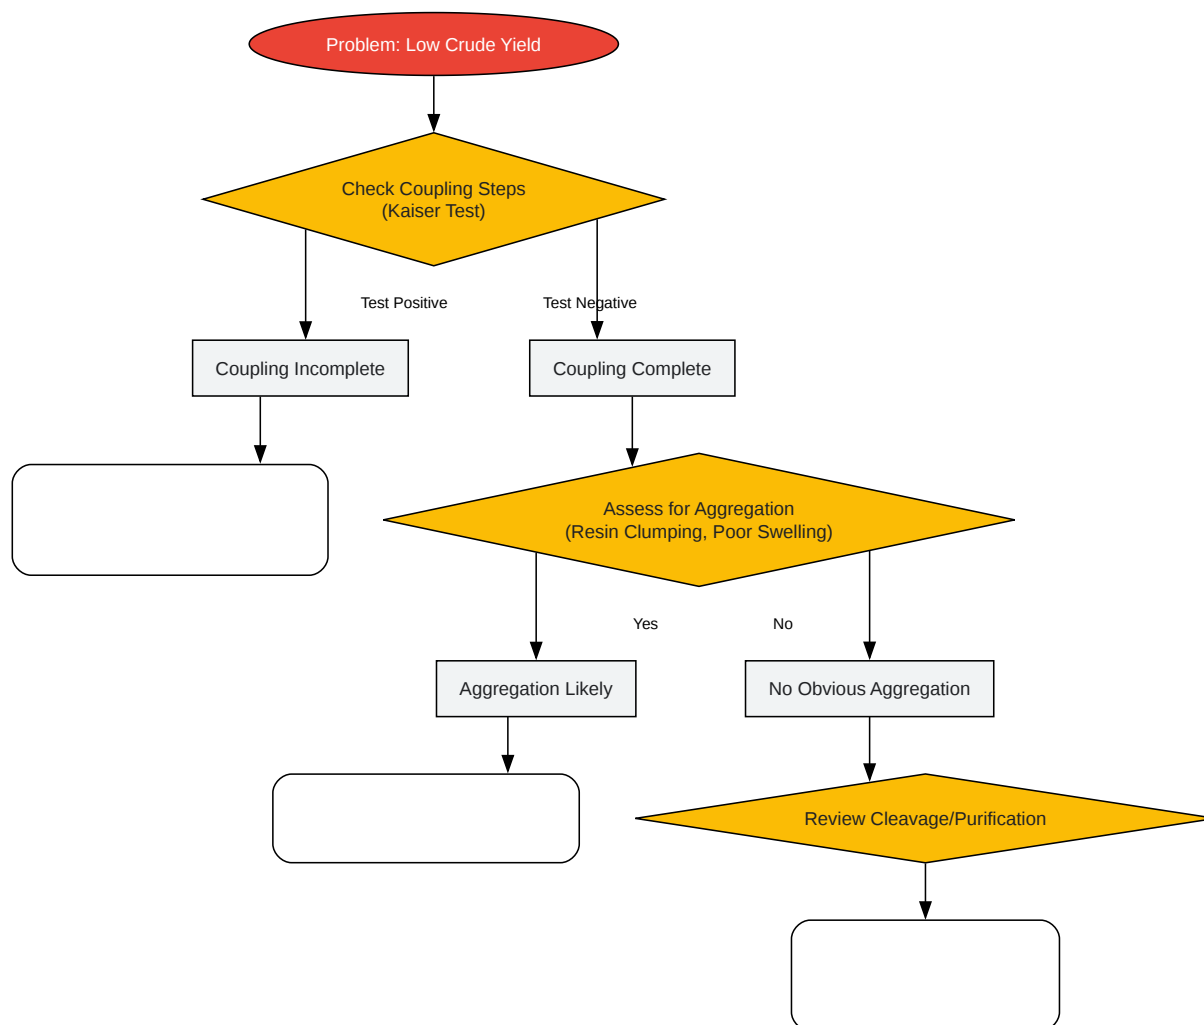 Problem: Low Crude Yield
Check Coupling Steps
(Kaiser Test)
Test Positive
Test Negative
Coupling Incomplete
Coupling Complete
Assess for Aggregation
(Resin Clumping, Poor Swelling)
Yes
No
Aggregation Likely
No Obvious Aggregation
Review Cleavage/Purification